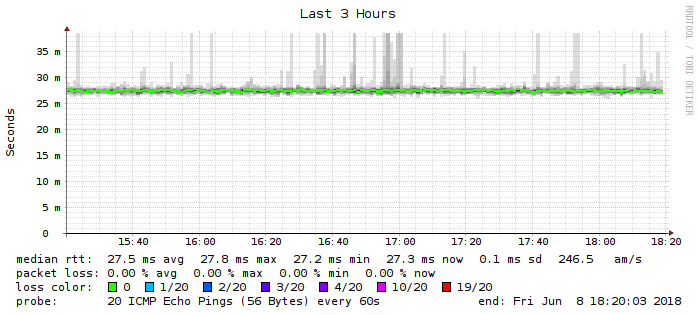 Last 3 Hours
RRDTOOL / TOBI OETIKER
Seconds
35 m
30 m
25 m
20 m
15 m
10 m
5 m
0
15:40 16:00 16:20 16:40 17:00 17:20 17:40 18:00 18:20
median rtt: 27.5 ms avg 27.8 ms max 27.2 ms min 27.3 ms now 0.1 ms sd 246.5 am/s
packet loss: 0.00 % avg 0.00 % max 0.00 % min 0.00 % now
loss color: 0 1/20 2/20 3/20 4/20 10/20 19/20
probe: 20 ICMP Echo Pings (56 Bytes) every 60s end: Fri Jun 8 18:20:03 2018